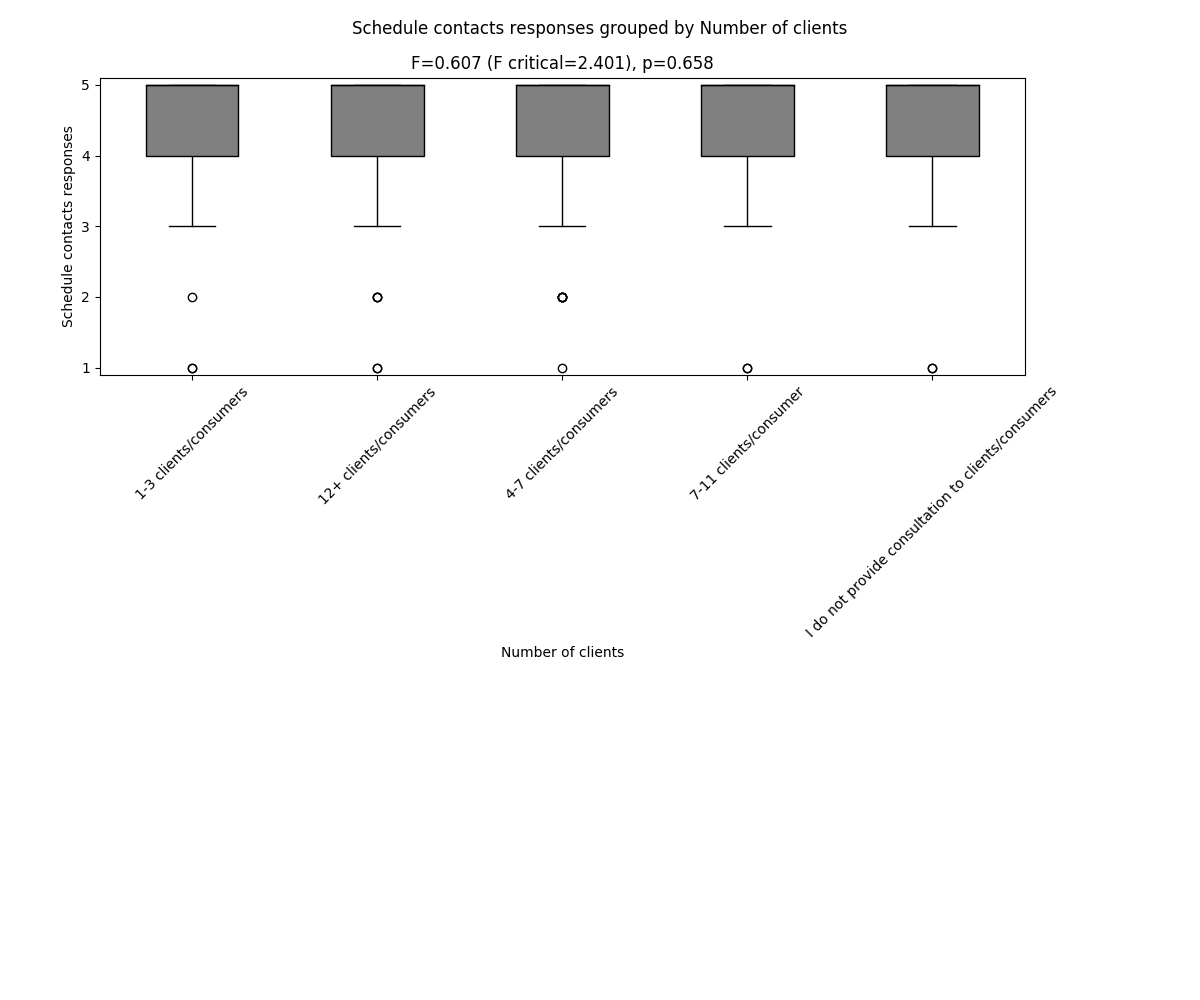 Schedule contacts responses grouped by Number of clients
F=0.607 (F critical=2.401), p=0.658
Schedule contacts responses
5
4
3
2
1
1-3 clients/consumers
12+ clients/consumers
4-7 clients/consumers
7-11 clients/consumer
I do not provide consultation to clients/consumers
Number of clients